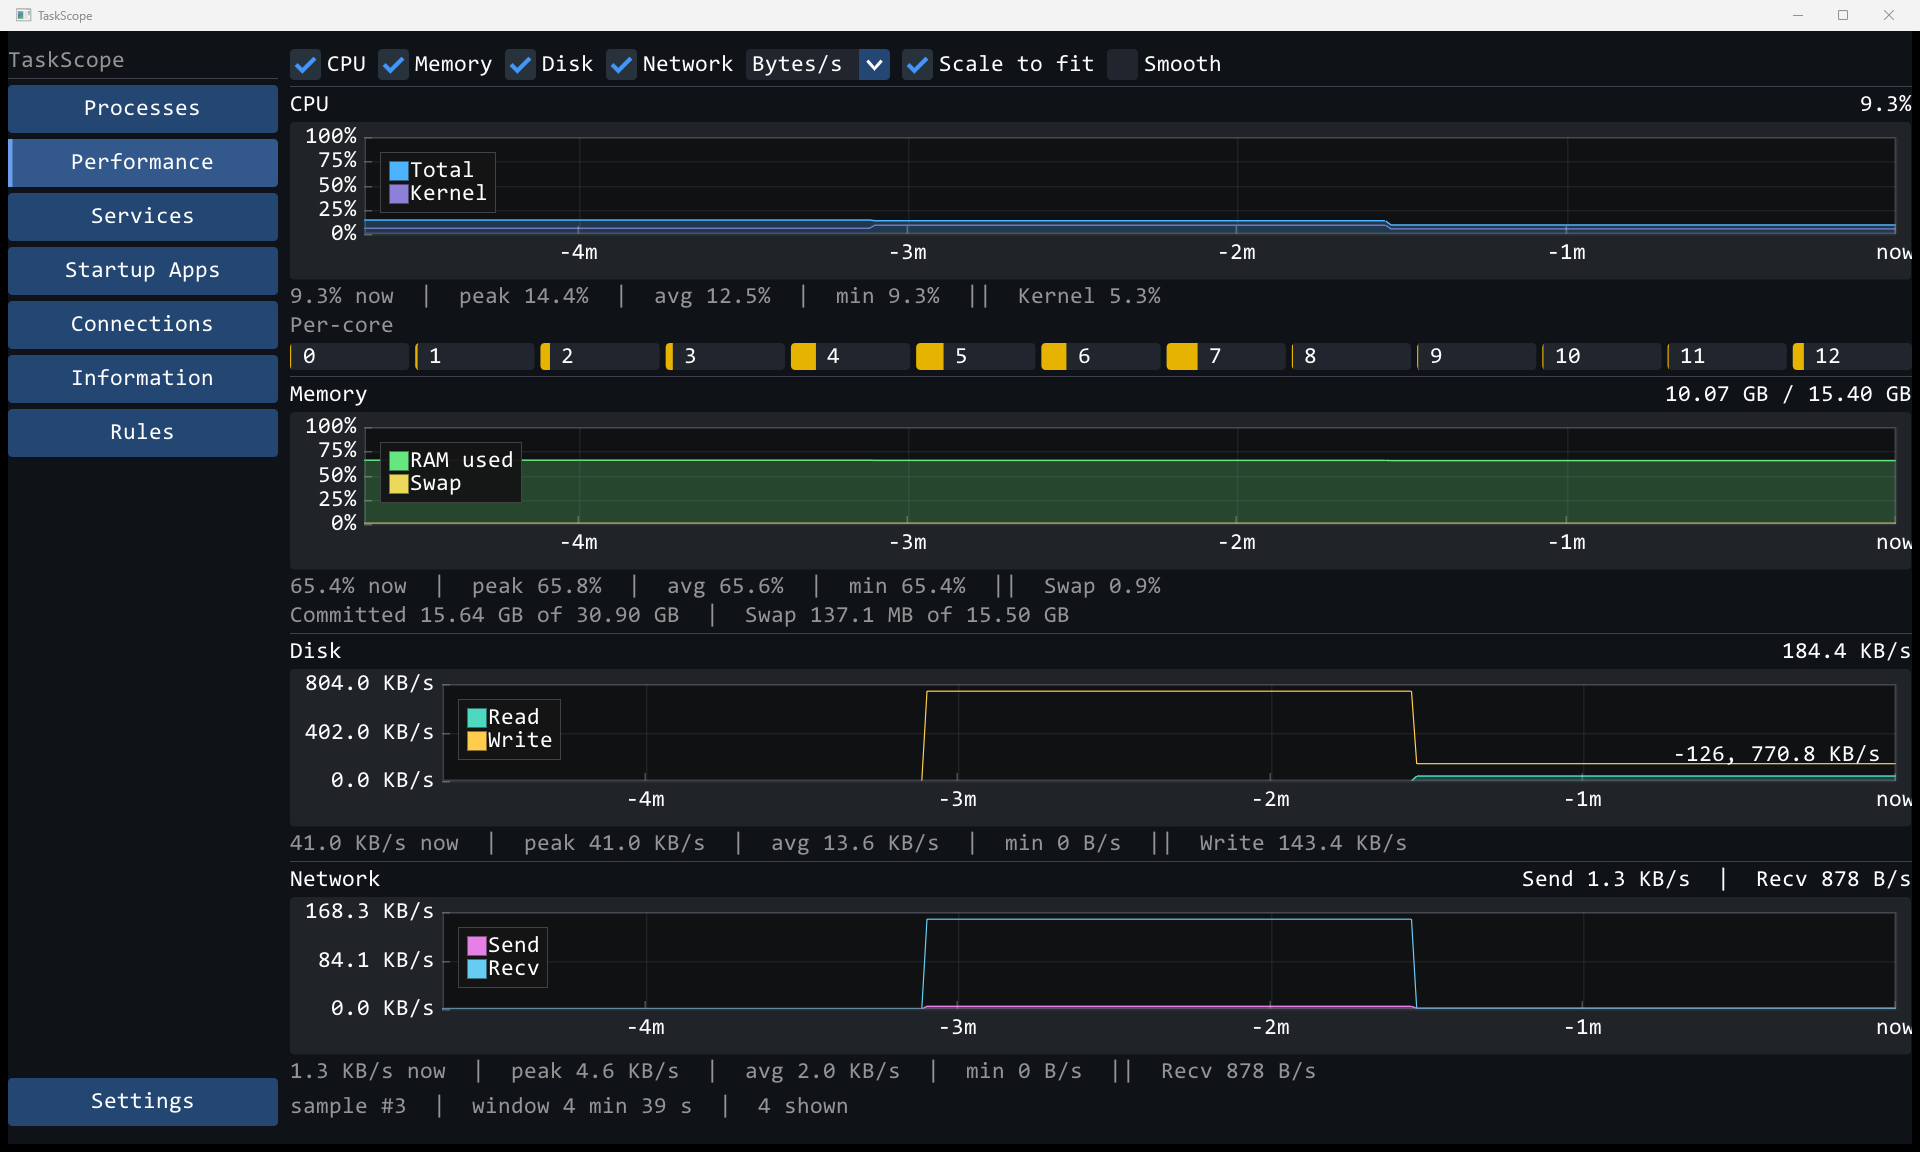 TaskScope
TaskScope
Processes
Performance
Services
Startup Apps
Connections
Information
Rules
Settings
CPU Memory Disk Network Bytes/s Scale to fit Smooth
CPU 9.3%
100%
75%
50%
25%
0%
Total
Kernel
-4m -3m -2m -1m now
9.3% now | peak 14.4% | avg 12.5% | min 9.3% || Kernel 5.3%
Per-core
0 1 2 3 4 5 6 7 8 9 10 11 12
Memory 10.07 GB / 15.40 GB
100%
75%
50%
25%
0%
RAM used
Swap
-4m -3m -2m -1m now
65.4% now | peak 65.8% | avg 65.6% | min 65.4% || Swap 0.9%
Committed 15.64 GB of 30.90 GB | Swap 137.1 MB of 15.50 GB
Disk 184.4 KB/s
804.0 KB/s
402.0 KB/s
0.0 KB/s
Read
Write
-126, 770.8 KB/s
-4m -3m -2m -1m now
41.0 KB/s now | peak 41.0 KB/s | avg 13.6 KB/s | min 0 B/s || Write 143.4 KB/s
Network Send 1.3 KB/s | Recv 878 B/s
168.3 KB/s
84.1 KB/s
0.0 KB/s
Send
Recv
-4m -3m -2m -1m now
1.3 KB/s now | peak 4.6 KB/s | avg 2.0 KB/s | min 0 B/s || Recv 878 B/s
sample #3 | window 4 min 39 s | 4 shown